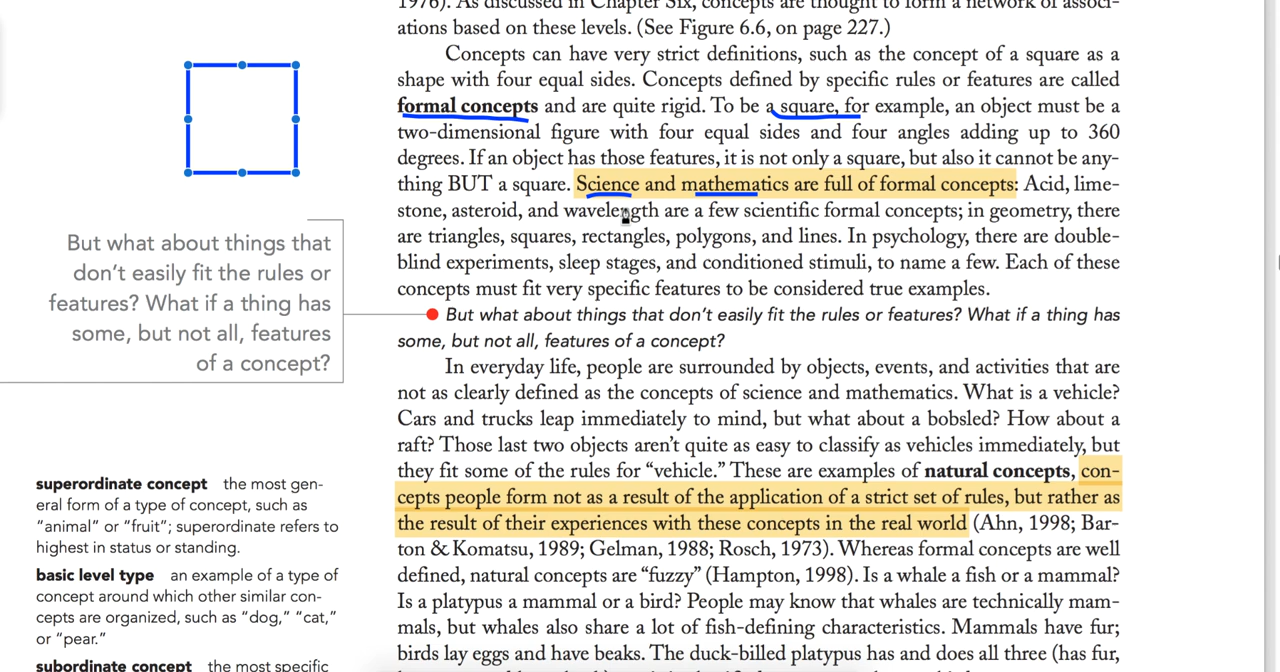 1976). As discussed in Chapter Six, concepts are thought to form a network of associ-
ations based on these levels. (See Figure 6.6, on page 227.)
Concepts can have very strict definitions, such as the concept of a square as a
shape with four equal sides. Concepts defined by specific rules or features are called
formal concepts and are quite rigid. To be a square, for example, an object must be a
two-dimensional figure with four equal sides and four angles adding up to 360
degrees. If an object has those features, it is not only a square, but also it cannot be any-
thing BUT a square. Science and mathematics are full of formal concepts: Acid, lime-
stone, asteroid, and wavelength are a few scientific formal concepts; in geometry, there
are triangles, squares, rectangles, polygons, and lines. In psychology, there are double-
blind experiments, sleep stages, and conditioned stimuli, to name a few. Each of these
concepts must fit very specific features to be considered true examples.
But what about things that don't easily fit the rules or features? What if a thing has
some, but not all, features of a concept?
In everyday life, people are surrounded by objects, events, and activities that are
not as clearly defined as the concepts of science and mathematics. What is a vehicle?
Cars and trucks leap immediately to mind, but what about a bobsled? How about a
raft? Those last two objects aren't quite as easy to classify as vehicles immediately, but
they fit some of the rules for "vehicle." These are examples of natural concepts, con-
cepts people form not as a result of the application of a strict set of rules, but rather as
the result of their experiences with these concepts in the real world (Ahn, 1998; Bar-
ton & Komatsu, 1989; Gelman, 1988; Rosch, 1973). Whereas formal concepts are well
defined, natural concepts are "fuzzy" (Hampton, 1998). Is a whale a fish or a mammal?
Is a platypus a mammal or a bird? People may know that whales are technically mam-
mals, but whales also share a lot of fish-defining characteristics. Mammals have fur;
birds lay eggs and have beaks. The duck-billed platypus has and does all three (has fur,
But what about things that
don't easily fit the rules or
features? What if a thing has
some, but not all, features
of a concept?
superordinate concept the most gen-
eral form of a type of concept, such as
"animal" or "fruit"; superordinate refers to
highest in status or standing.
basic level type an example of a type of
concept around which other similar con-
cepts are organized, such as "dog," "cat,"
or "pear."
subordinate concept the most specific